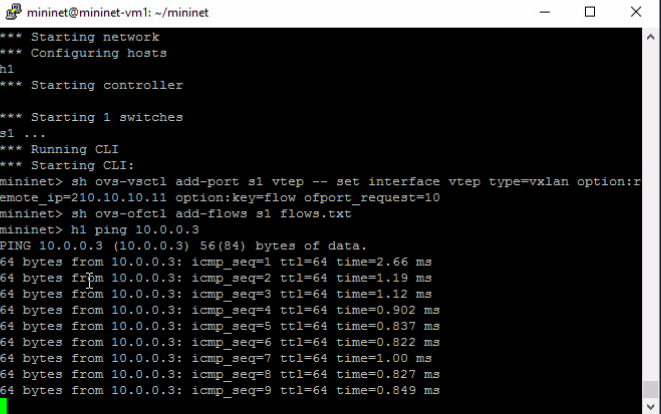 mininet@mininet-vm1: ~/mininet
*** Starting network
*** Configuring hosts
h1
*** Starting controller
*** Starting 1 switches
s1 ...
*** Running CLI
*** Starting CLI:
mininet> sh ovs-vsctl add-port s1 vtep -- set interface vtep type=vxlan option:r
emote_ip=210.10.10.11 option:key=flow ofport_request=10
mininet> sh ovs-ofctl add-flows s1 flows.txt
mininet> h1 ping 10.0.0.3
PING 10.0.0.3 (10.0.0.3) 56(84) bytes of data.
64 bytes from 10.0.0.3: icmp_seq=1 ttl=64 time=2.66 ms
64 bytes from 10.0.0.3: icmp_seq=2 ttl=64 time=1.19 ms
64 bytes from 10.0.0.3: icmp_seq=3 ttl=64 time=1.12 ms
64 bytes from 10.0.0.3: icmp_seq=4 ttl=64 time=0.902 ms
64 bytes from 10.0.0.3: icmp_seq=5 ttl=64 time=0.837 ms
64 bytes from 10.0.0.3: icmp_seq=6 ttl=64 time=0.822 ms
64 bytes from 10.0.0.3: icmp_seq=7 ttl=64 time=1.00 ms
64 bytes from 10.0.0.3: icmp_seq=8 ttl=64 time=0.827 ms
64 bytes from 10.0.0.3: icmp_seq=9 ttl=64 time=0.849 ms